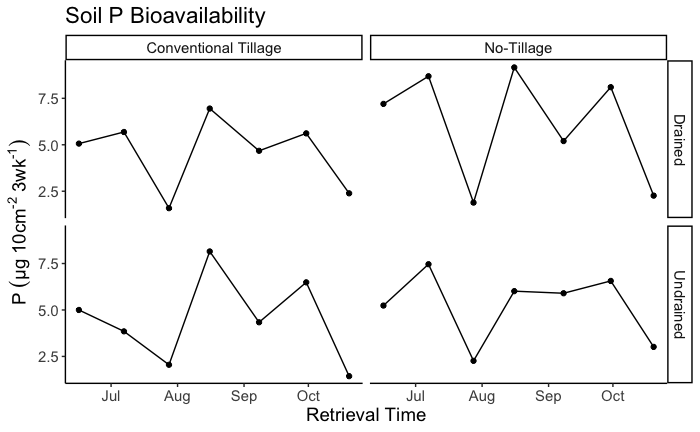 Soil P Bioavailability
Conventional Tillage
No-Tillage
P (µg 10cm⁻² 3wk⁻¹)
7.5
5.0
2.5
Drained
7.5
5.0
2.5
Undrained
Jul Aug Sep Oct
Jul Aug Sep Oct
Retrieval Time